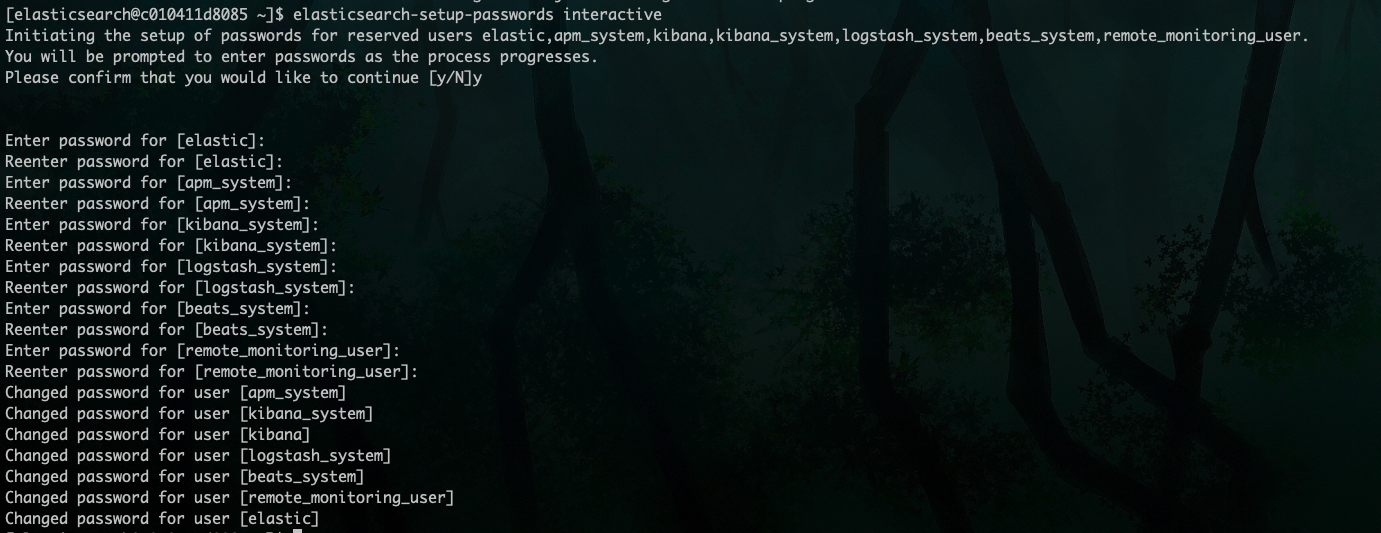 [elasticsearch@c010411d8085 ~]$ elasticsearch-setup-passwords interactive
Initiating the setup of passwords for reserved users elastic,apm_system,kibana,kibana_system,logstash_system,beats_system,remote_monitoring_user.
You will be prompted to enter passwords as the process progresses.
Please confirm that you would like to continue [y/N]y
Enter password for [elastic]:
Reenter password for [elastic]:
Enter password for [apm_system]:
Reenter password for [apm_system]:
Enter password for [kibana_system]:
Reenter password for [kibana_system]:
Enter password for [logstash_system]:
Reenter password for [logstash_system]:
Enter password for [beats_system]:
Reenter password for [beats_system]:
Enter password for [remote_monitoring_user]:
Reenter password for [remote_monitoring_user]:
Changed password for user [apm_system]
Changed password for user [kibana_system]
Changed password for user [kibana]
Changed password for user [logstash_system]
Changed password for user [beats_system]
Changed password for user [remote_monitoring_user]
Changed password for user [elastic]